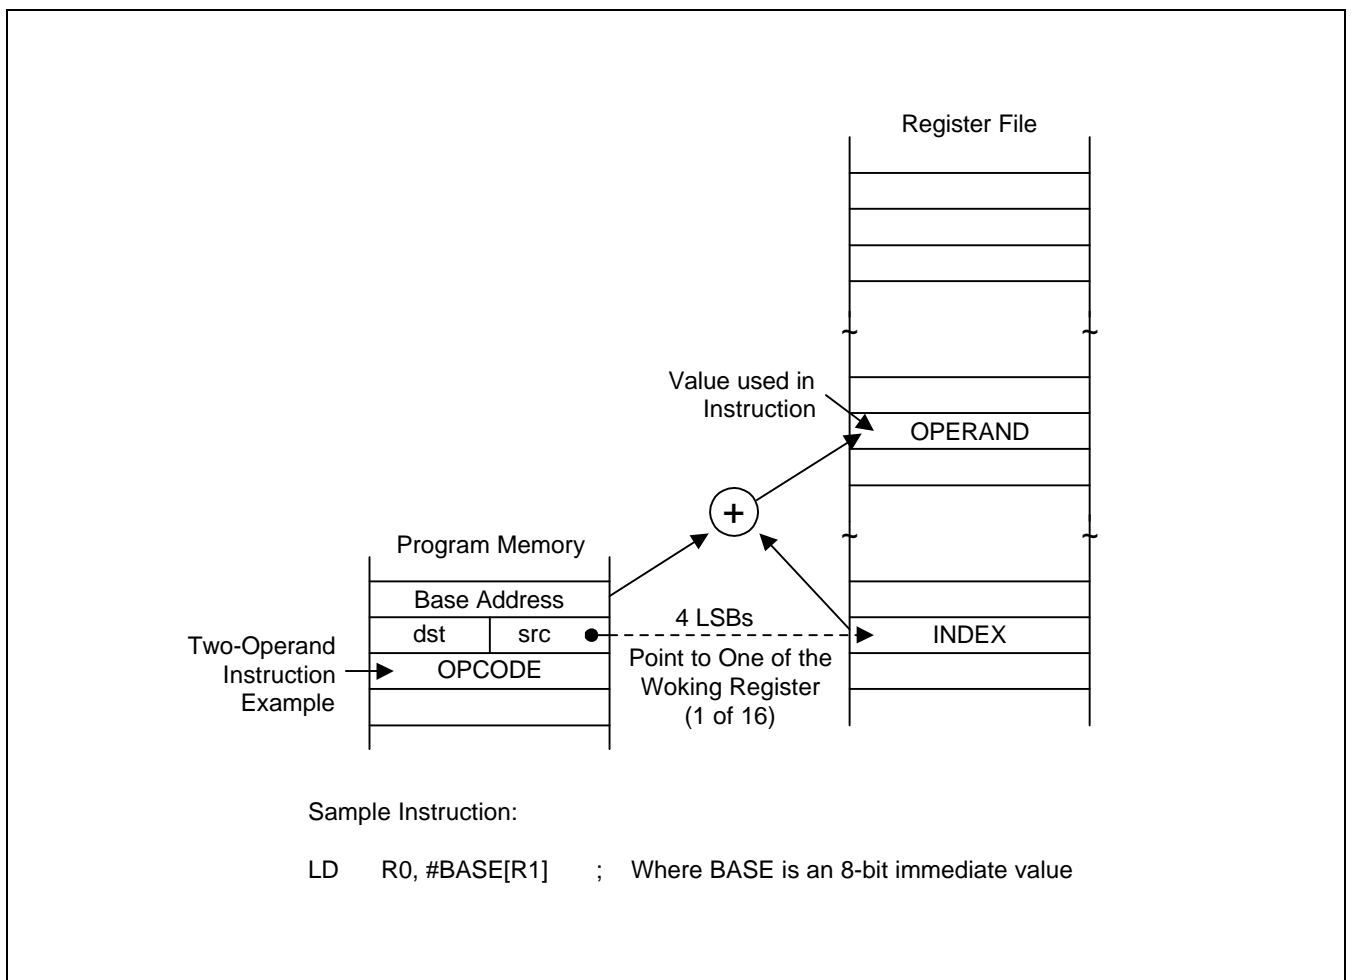 Register File
Value used in
Instruction
OPERAND
+
Program Memory
Base Address
dst src
4 LSBs
INDEX
Two-Operand
Instruction
Example
OPCODE
Point to One of the
Woking Register
(1 of 16)
~ ~
~ ~
Sample Instruction:
LD R0, #BASE[R1] ; Where BASE is an 8-bit immediate value